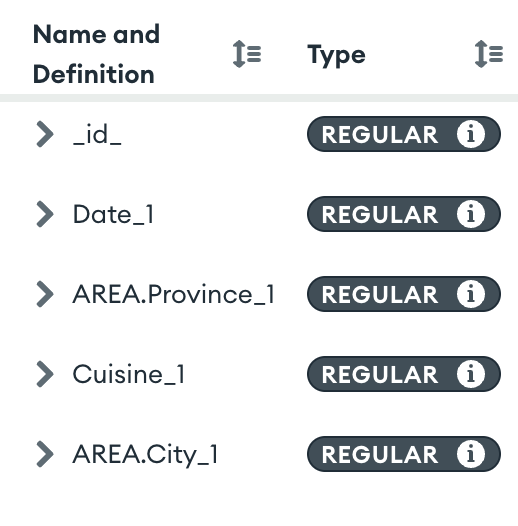 Name and
Definition
Type
_id_
REGULAR i
Date_1
REGULAR i
AREA.Province_1
REGULAR i
Cuisine_1
REGULAR i
AREA.City_1
REGULAR i